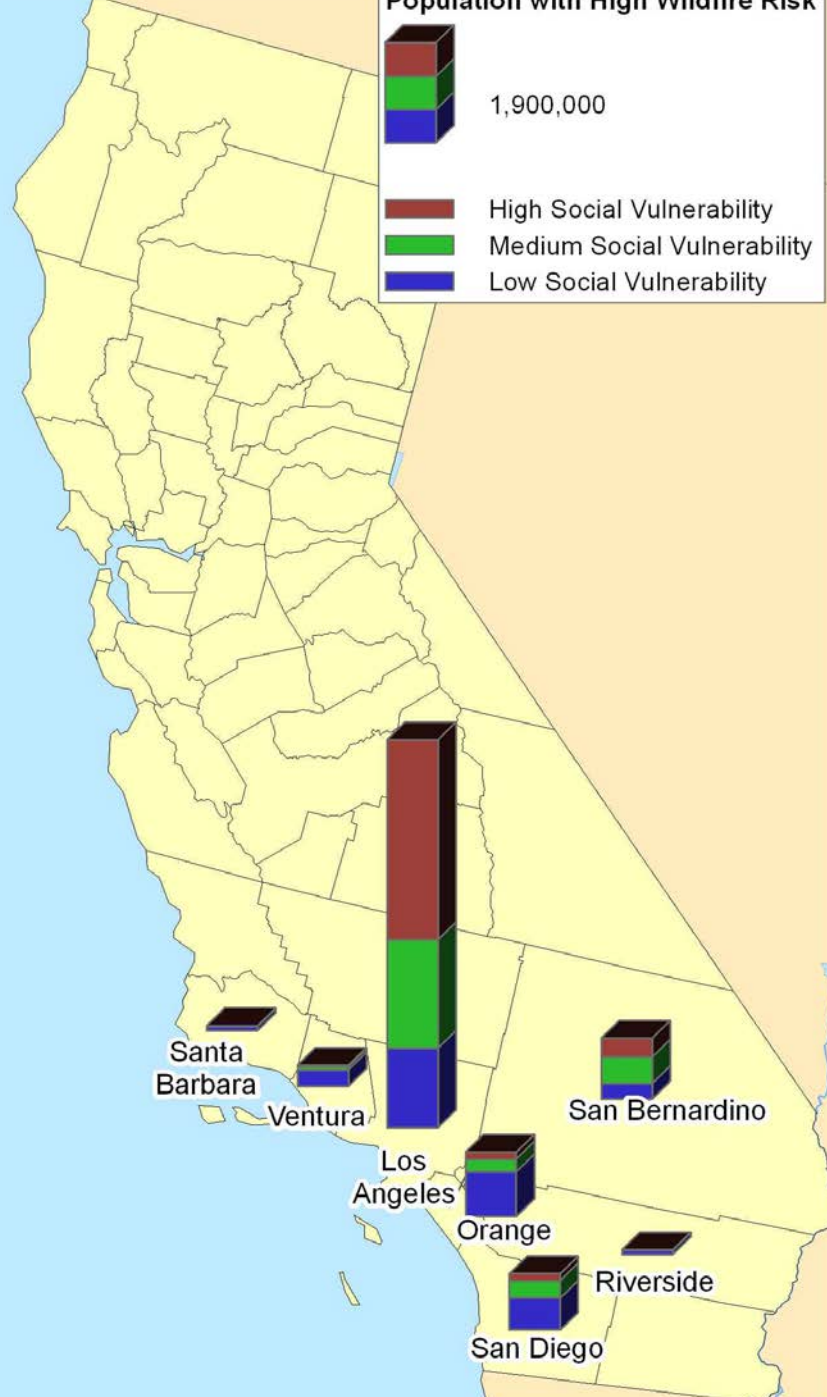 Population with High Wildfire Risk
1,900,000
High Social Vulnerability
Medium Social Vulnerability
Low Social Vulnerability
Santa
Barbara
Ventura
Los
Angeles
San Bernardino
Orange
Riverside
San Diego